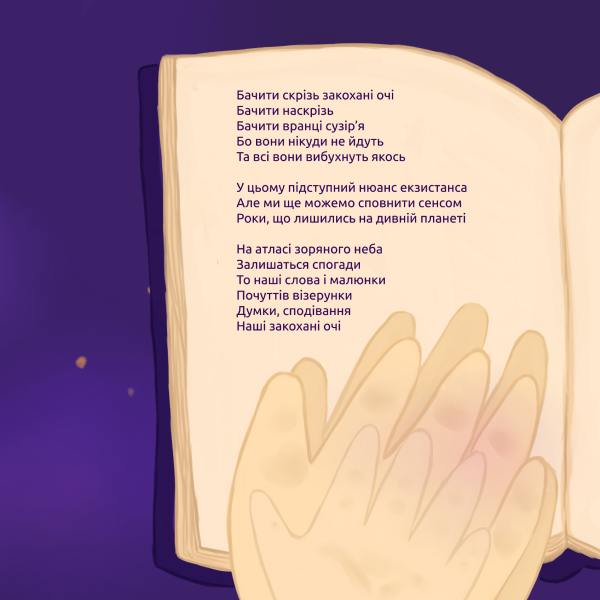 Бачити скрізь закохані очі
Бачити наскрізь
Бачити вранці сузір’я
Бо вони нікуди не йдуть
Та всі вони вибухнуть якось
У цьому підступний нюанс екзистанса
Але ми ще можемо сповнити сенсом
Роки, що лишились на дивній планеті
На атласі зоряного неба
Залишаться спогади
То наші слова і малюнки
Почуттів візерунки
Думки, сподівання
Наші закохані очі